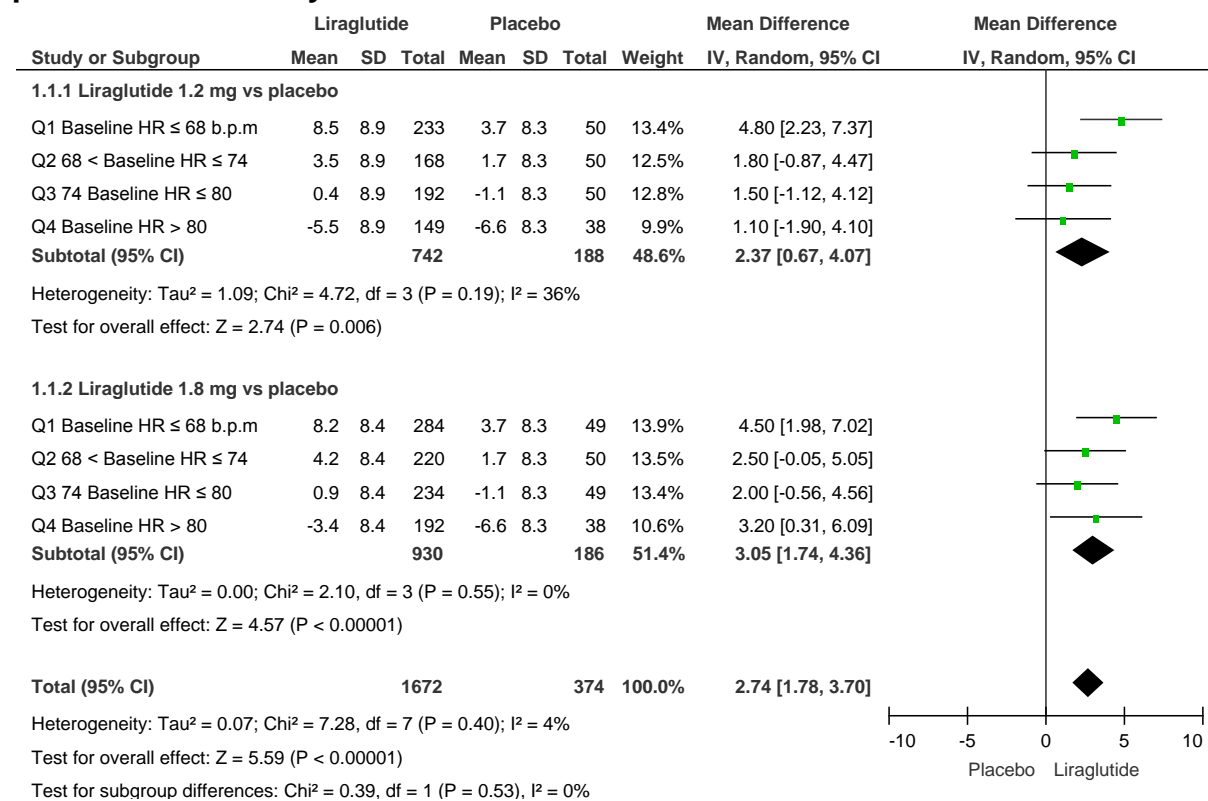 Liraglutide Placebo Mean Difference Mean Difference
Study or Subgroup Mean SD Total Mean SD Total Weight IV, Random, 95% CI IV, Random, 95% CI
1.1.1 Liraglutide 1.2 mg vs placebo
Q1 Baseline HR ≤ 68 b.p.m 8.5 8.9 233 3.7 8.3 50 13.4% 4.80 [2.23, 7.37]
Q2 68 < Baseline HR ≤ 74 3.5 8.9 168 1.7 8.3 50 12.5% 1.80 [-0.87, 4.47]
Q3 74 Baseline HR ≤ 80 0.4 8.9 192 -1.1 8.3 50 12.8% 1.50 [-1.12, 4.12]
Q4 Baseline HR > 80 -5.5 8.9 149 -6.6 8.3 38 9.9% 1.10 [-1.90, 4.10]
Subtotal (95% CI) 742 188 48.6% 2.37 [0.67, 4.07]
Heterogeneity: Tau² = 1.09; Chi² = 4.72, df = 3 (P = 0.19); I² = 36%
Test for overall effect: Z = 2.74 (P = 0.006)
1.1.2 Liraglutide 1.8 mg vs placebo
Q1 Baseline HR ≤ 68 b.p.m 8.2 8.4 284 3.7 8.3 49 13.9% 4.50 [1.98, 7.02]
Q2 68 < Baseline HR ≤ 74 4.2 8.4 220 1.7 8.3 50 13.5% 2.50 [-0.05, 5.05]
Q3 74 Baseline HR ≤ 80 0.9 8.4 234 -1.1 8.3 49 13.4% 2.00 [-0.56, 4.56]
Q4 Baseline HR > 80 -3.4 8.4 192 -6.6 8.3 38 10.6% 3.20 [0.31, 6.09]
Subtotal (95% CI) 930 186 51.4% 3.05 [1.74, 4.36]
Heterogeneity: Tau² = 0.00; Chi² = 2.10, df = 3 (P = 0.55); I² = 0%
Test for overall effect: Z = 4.57 (P < 0.00001)
Total (95% CI) 1672 374 100.0% 2.74 [1.78, 3.70]
Heterogeneity: Tau² = 0.07; Chi² = 7.28, df = 7 (P = 0.40); I² = 4%
Test for overall effect: Z = 5.59 (P < 0.00001)
Test for subgroup differences: Chi² = 0.39, df = 1 (P = 0.53), I² = 0%
-10 -5 0 5 10
Placebo Liraglutide